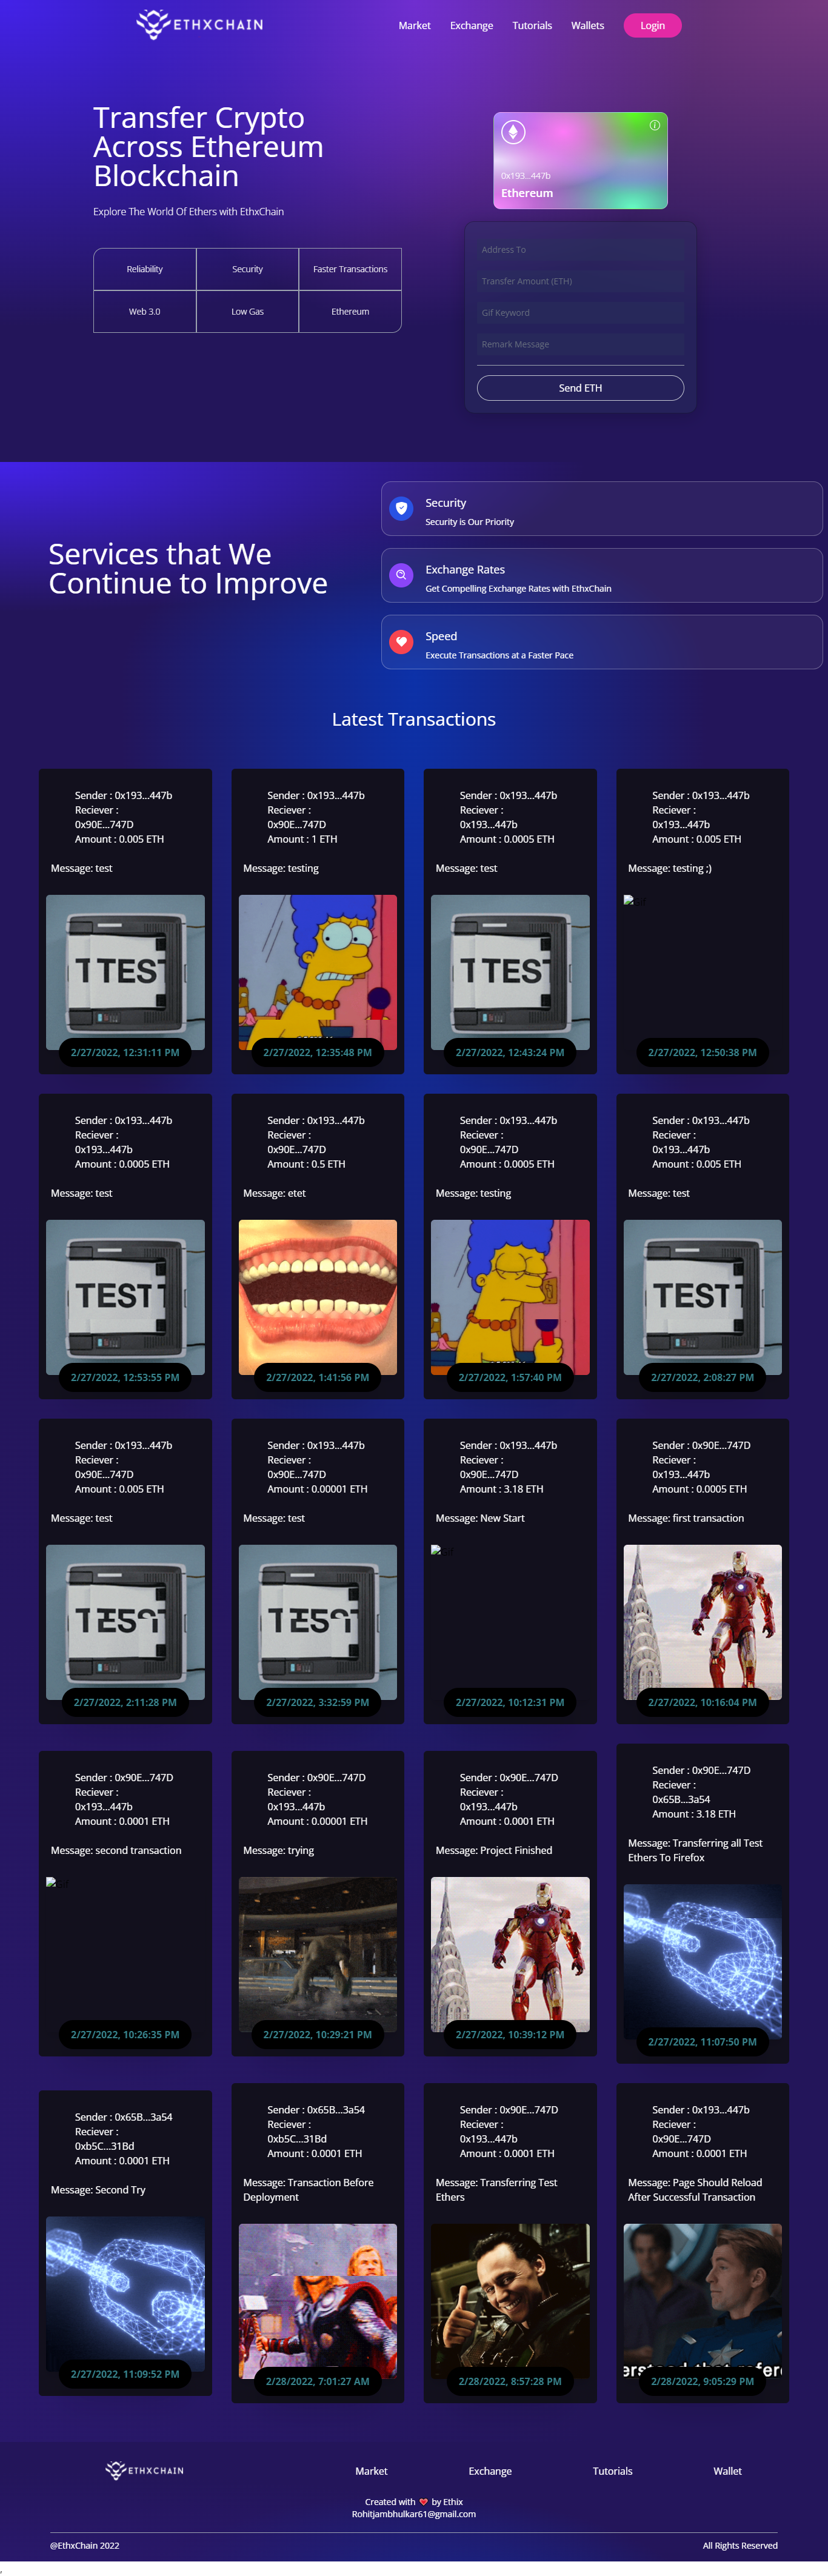 ETHXCHAIN
Market Exchange Tutorials Wallets Login
Transfer Crypto
Across Ethereum
Blockchain
Explore The World Of Ethers with EthxChain
Reliability Security Faster Transactions
Web 3.0 Low Gas Ethereum
0x193...447b
Ethereum
Address To
Transfer Amount (ETH)
Gif Keyword
Remark Message
Send ETH
Services that We
Continue to Improve
Security
Security is Our Priority
Exchange Rates
Get Compelling Exchange Rates with EthxChain
Speed
Execute Transactions at a Faster Pace
Latest Transactions
Sender : 0x193...447b
Reciever :
0x90E...747D
Amount : 0.005 ETH
Message: test
TEST
2/27/2022, 12:31:11 PM
Sender : 0x193...447b
Reciever :
0x90E...747D
Amount : 1 ETH
Message: testing
2/27/2022, 12:35:48 PM
Sender : 0x193...447b
Reciever :
0x193...447b
Amount : 0.0005 ETH
Message: test
TEST
2/27/2022, 12:43:24 PM
Sender : 0x193...447b
Reciever :
0x193...447b
Amount : 0.005 ETH
Message: testing ;)
2/27/2022, 12:50:38 PM
Sender : 0x193...447b
Reciever :
0x193...447b
Amount : 0.0005 ETH
Message: test
TEST
2/27/2022, 12:53:55 PM
Sender : 0x193...447b
Reciever :
0x90E...747D
Amount : 0.5 ETH
Message: etet
2/27/2022, 1:41:56 PM
Sender : 0x193...447b
Reciever :
0x90E...747D
Amount : 0.0005 ETH
Message: testing
2/27/2022, 1:57:40 PM
Sender : 0x193...447b
Reciever :
0x193...447b
Amount : 0.005 ETH
Message: test
TEST
2/27/2022, 2:08:27 PM
Sender : 0x193...447b
Reciever :
0x90E...747D
Amount : 0.005 ETH
Message: test
2/27/2022, 2:11:28 PM
Sender : 0x193...447b
Reciever :
0x90E...747D
Amount : 0.00001 ETH
Message: test
2/27/2022, 3:32:59 PM
Sender : 0x193...447b
Reciever :
0x90E...747D
Amount : 3.18 ETH
Message: New Start
2/27/2022, 10:12:31 PM
Sender : 0x90E...747D
Reciever :
0x193...447b
Amount : 0.0005 ETH
Message: first transaction
2/27/2022, 10:16:04 PM
Sender : 0x90E...747D
Reciever :
0x193...447b
Amount : 0.0001 ETH
Message: second transaction
2/27/2022, 10:26:35 PM
Sender : 0x90E...747D
Reciever :
0x193...447b
Amount : 0.00001 ETH
Message: trying
2/27/2022, 10:29:21 PM
Sender : 0x90E...747D
Reciever :
0x193...447b
Amount : 0.0001 ETH
Message: Project Finished
2/27/2022, 10:39:12 PM
Sender : 0x90E...747D
Reciever :
0x65B...3a54
Amount : 3.18 ETH
Message: Transferring all Test
Ethers To Firefox
2/27/2022, 11:07:50 PM
Sender : 0x65B...3a54
Reciever :
0xb5C...31Bd
Amount : 0.0001 ETH
Message: Second Try
2/27/2022, 11:09:52 PM
Sender : 0x65B...3a54
Reciever :
0xb5C...31Bd
Amount : 0.0001 ETH
Message: Transaction Before
Deployment
2/28/2022, 7:01:27 AM
Sender : 0x90E...747D
Reciever :
0x193...447b
Amount : 0.0001 ETH
Message: Transferring Test
Ethers
2/28/2022, 8:57:28 PM
Sender : 0x193...447b
Reciever :
0x90E...747D
Amount : 0.0001 ETH
Message: Page Should Reload
After Successful Transaction
2/28/2022, 9:05:29 PM
ETHXCHAIN
Market Exchange Tutorials Wallet
Created with ❤ by Ethix
Rohitjambhulkar61@gmail.com
@EthxChain 2022 All Rights Reserved